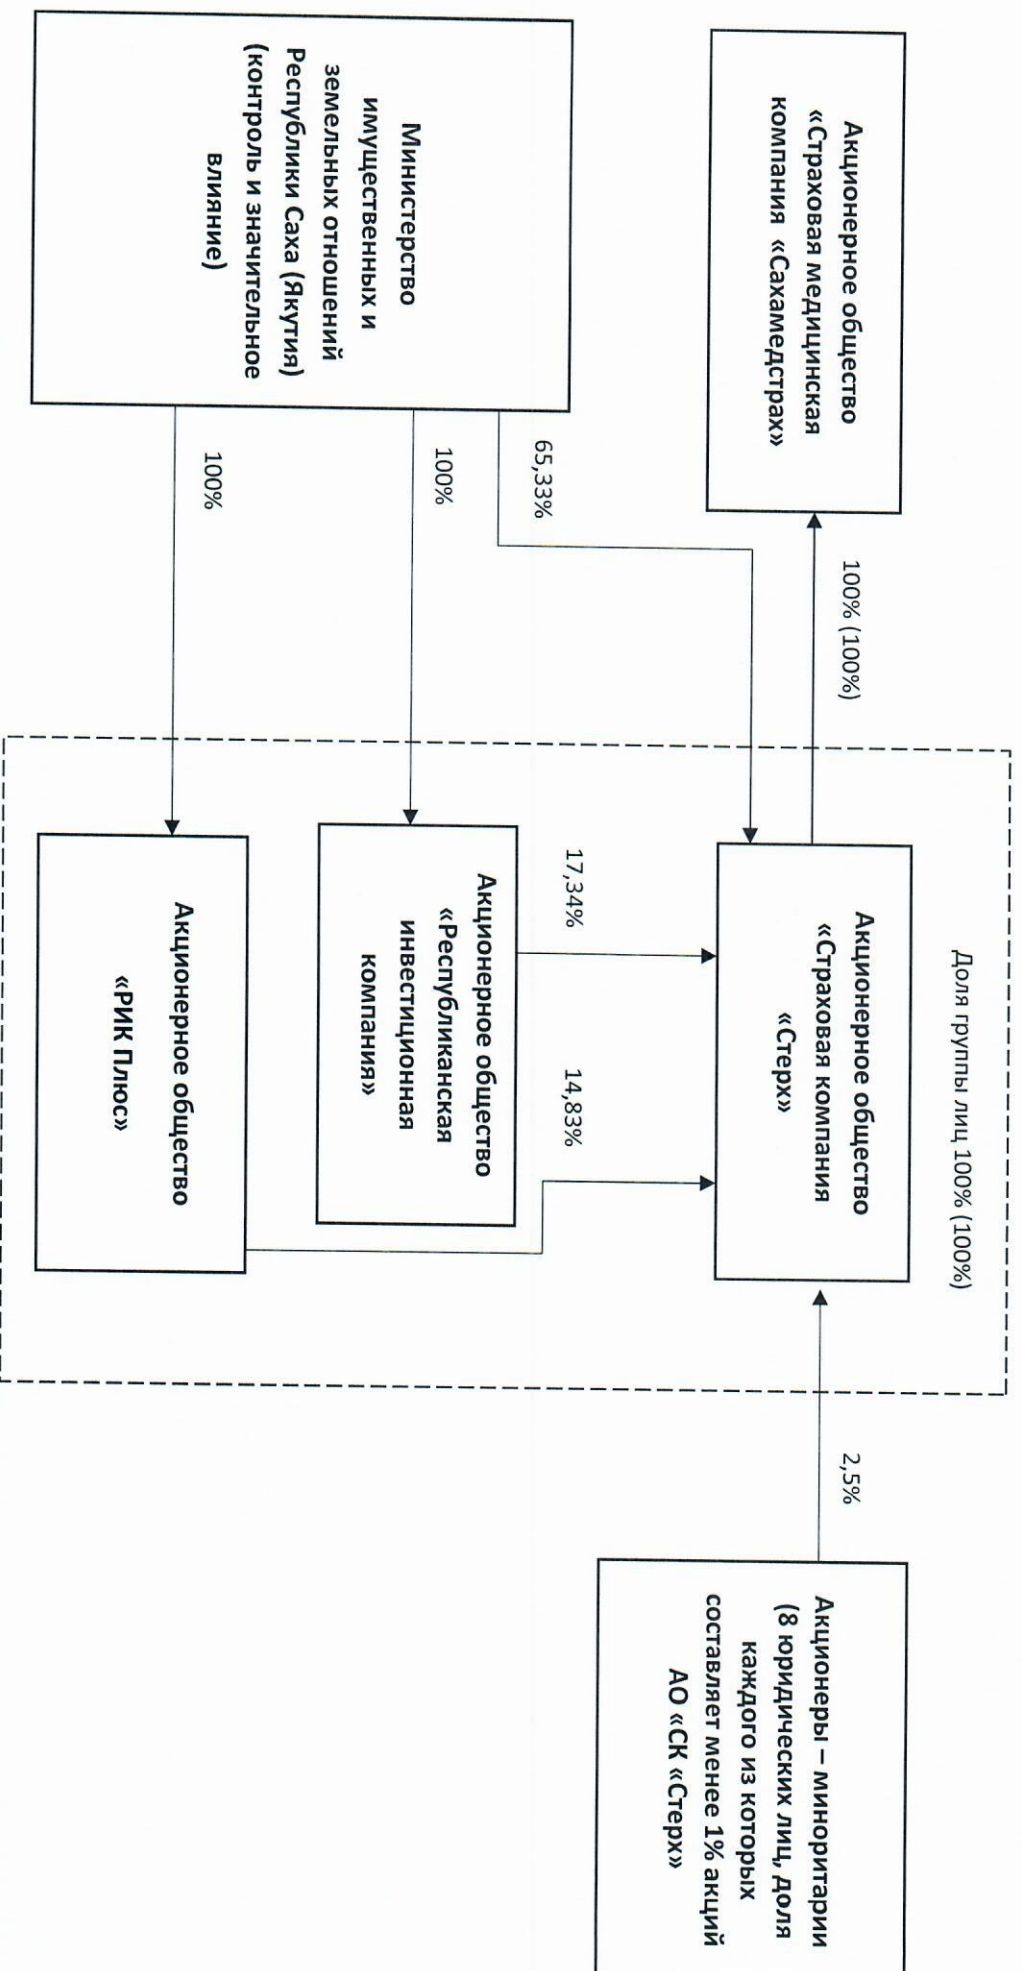 Акционерное общество
«Страховая медицинская
компания «Сахамедстрах»
100% (100%)
Доля группы лиц 100% (100%)
Акционерное общество
«Страховая компания
«Стерх»
2,5%
Акционеры – миноритарии
(8 юридических лиц, доля
каждого из которых
составляет менее 1% акций
АО «СК «Стерх»
65,33%
17,34%
14,83%
Министерство
имущественных и
земельных отношений
Республики Саха (Якутия)
(контроль и значительное
влияние)
100%
Акционерное общество
«Республиканская
инвестиционная
компания»
100%
Акционерное общество
«РИК Плюс»